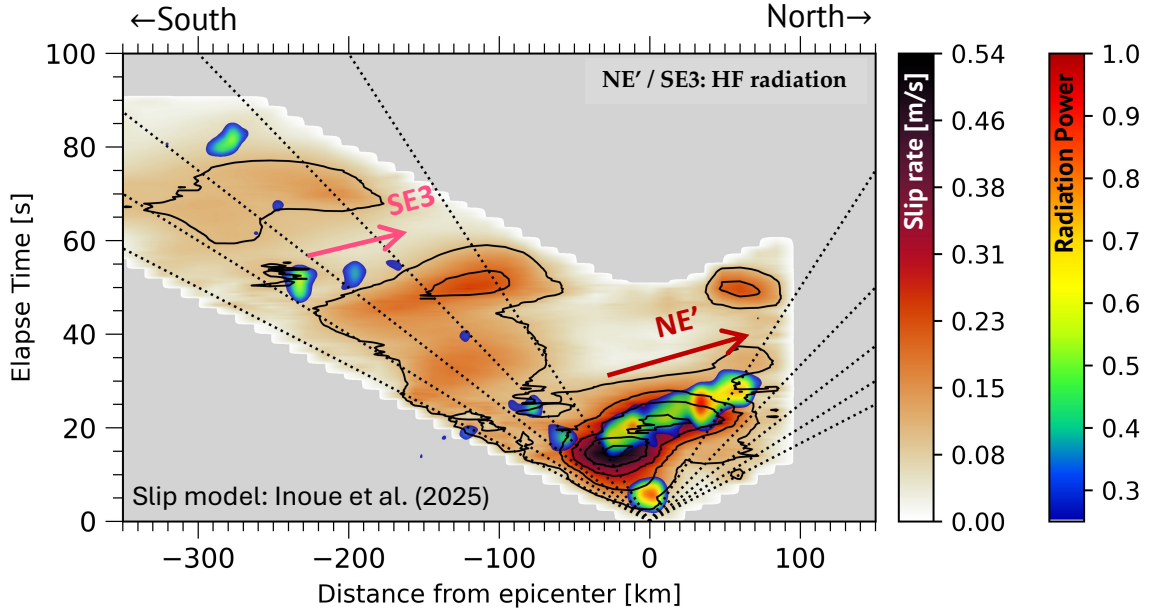 ←South
North→
NE’ / SE3: HF radiation
SE3
NE’
Slip model: Inoue et al. (2025)
Elapse Time [s]
100
80
60
40
20
0
−300
−200
−100
0
100
Distance from epicenter [km]
Slip rate [m/s]
0.54
0.46
0.38
0.31
0.23
0.15
0.08
0.00
Radiation Power
1.0
0.9
0.8
0.7
0.6
0.5
0.4
0.3